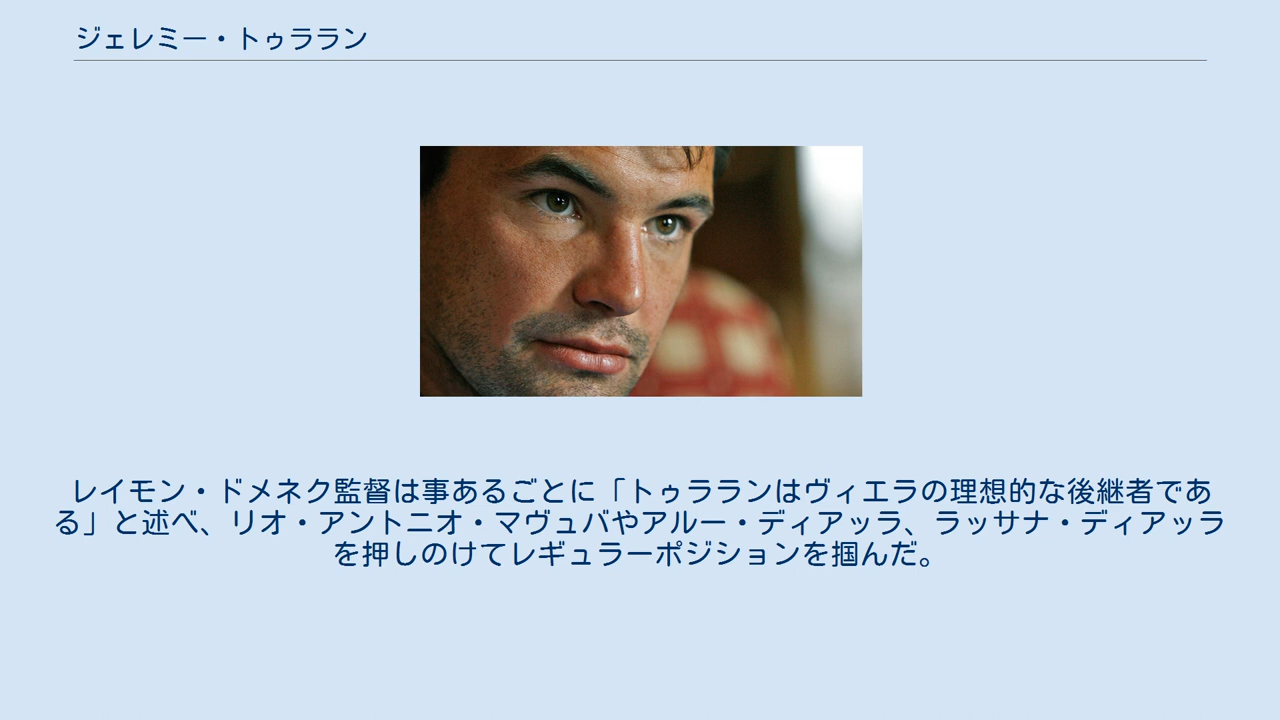 ジェレミー・トゥララン
レイモン・ドメネク監督は事あるごとに「トゥラランはヴィエラの理想的な後継者であ
る」と述べ、リオ・アントニオ・マヴュバやアルー・ディアッラ、ラッサナ・ディアッラ
を押しのけてレギュラーポジションを掴んだ。